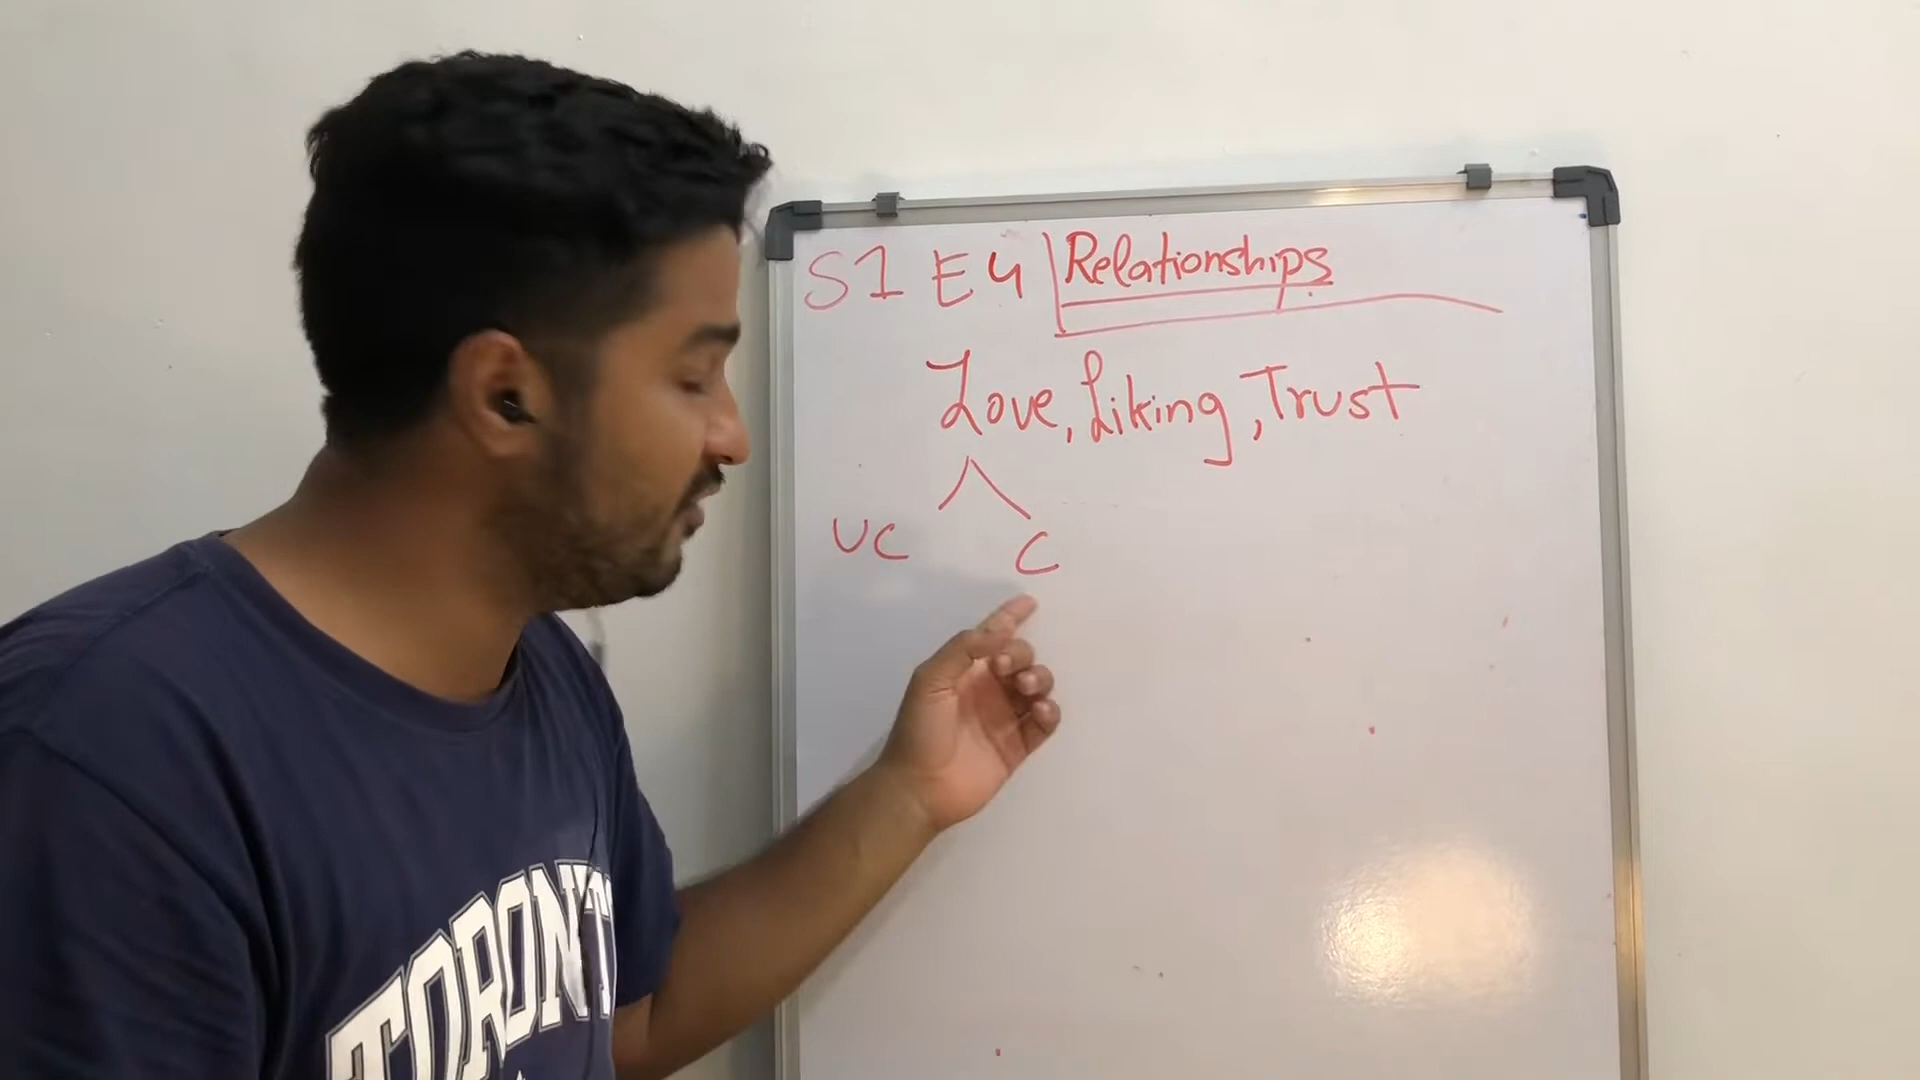 S1 E4 Relationships
Love, Liking, Trust
UC C
TORONTO